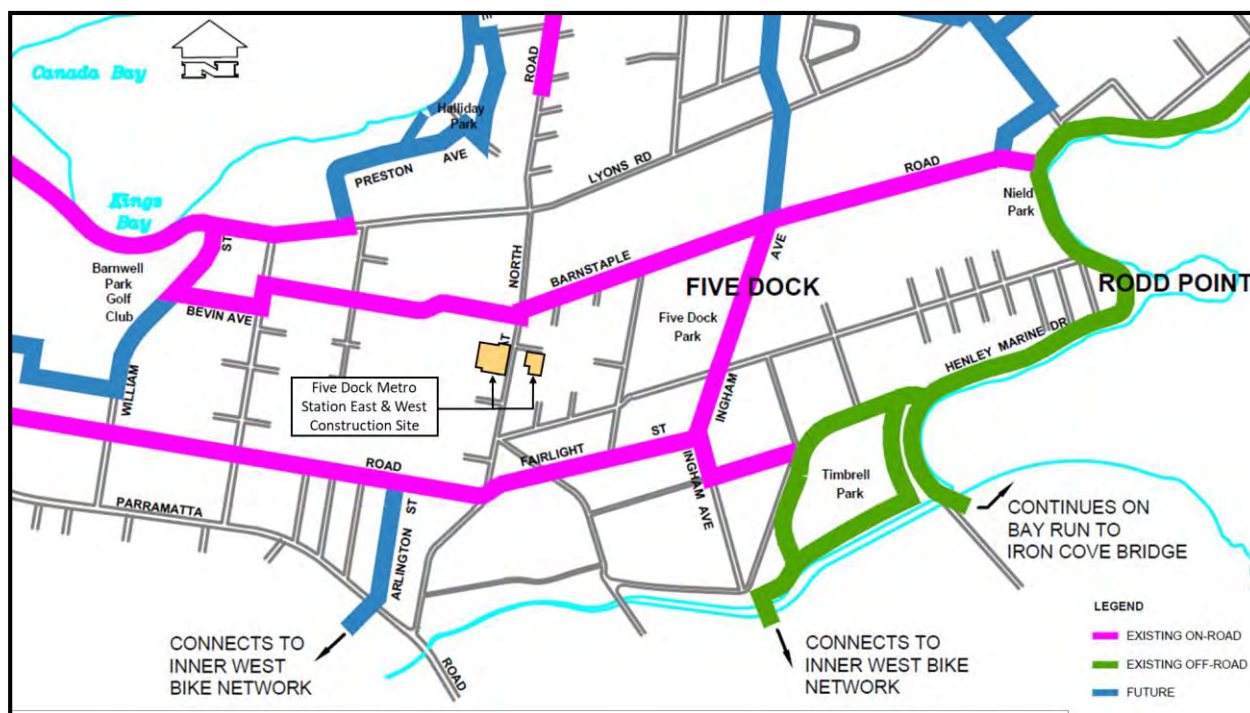 N
Canada Bay
Halliday
Park
ROAD
PRESTON AVE
LYONS RD
ROAD
Kings
Bay
Nield
Park
ST
NORTH
Barnwell
Park
Golf
Club
BEVIN AVE
BARNSTAPLE
AVE
FIVE DOCK
RODD POINT
Five Dock
Park
HENLEY MARINE DR
Five Dock Metro
Station East & West
Construction Site
WILLIAM
INGHAM
ROAD
FAIRLIGHT ST
INGHAM AVE
Timbrell
Park
PARRAMATTA
ARLINGTON ST
CONTINUES ON
BAY RUN TO
IRON COVE BRIDGE
ROAD
CONNECTS TO
INNER WEST
BIKE NETWORK
CONNECTS TO
INNER WEST BIKE
NETWORK
LEGEND
EXISTING ON-ROAD
EXISTING OFF-ROAD
FUTURE